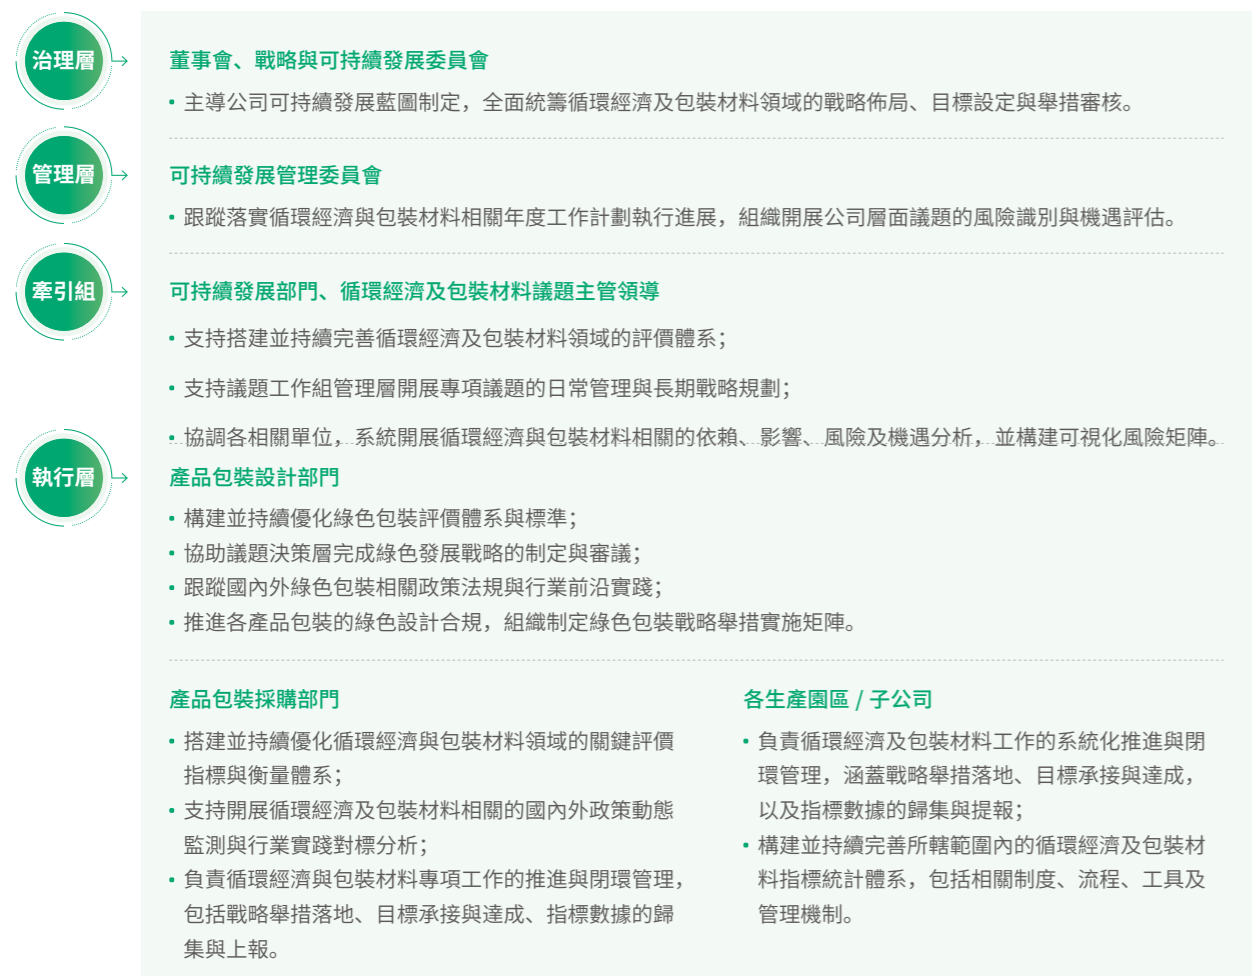 治理層
董事會、戰略與可持續發展委員會
• 主導公司可持續發展藍圖制定，全面統籌循環經濟及包裝材料領域的戰略佈局、目標設定與舉措審核。
管理層
可持續發展管理委員會
• 跟蹤落實循環經濟與包裝材料相關年度工作計劃執行進展，組織開展公司層面議題的風險識別與機遇評估。
牽引組
可持續發展部門、循環經濟及包裝材料議題主管領導
• 支持搭建並持續完善循環經濟及包裝材料領域的評價體系；
• 支持議題工作組管理層開展專項議題的日常管理與長期戰略規劃；
• 協調各相關單位，系統開展循環經濟與包裝材料相關的依賴、影響、風險及機遇分析，並構建可視化風險矩陣。
執行層
產品包裝設計部門
• 構建並持續優化綠色包裝評價體系與標準；
• 協助議題決策層完成綠色發展戰略的制定與審議；
• 跟蹤國內外綠色包裝相關政策法規與行業前沿實踐；
• 推進各產品包裝的綠色設計合規，組織制定綠色包裝戰略舉措實施矩陣。
產品包裝採購部門
• 搭建並持續優化循環經濟與包裝材料領域的關鍵評價
指標與衡量體系；
• 支持開展循環經濟及包裝材料相關的國內外政策動態
監測與行業實踐對標分析；
• 負責循環經濟與包裝材料專項工作的推進與閉環管理，
包括戰略舉措落地、目標承接與達成、指標數據的歸
集與上報。
各生產園區 / 子公司
• 負責循環經濟及包裝材料工作的系統化推進與閉
環管理，涵蓋戰略舉措落地、目標承接與達成，
以及指標數據的歸集與提報；
• 構建並持續完善所轄範圍內的循環經濟及包裝材
料指標統計體系，包括相關制度、流程、工具及
管理機制。